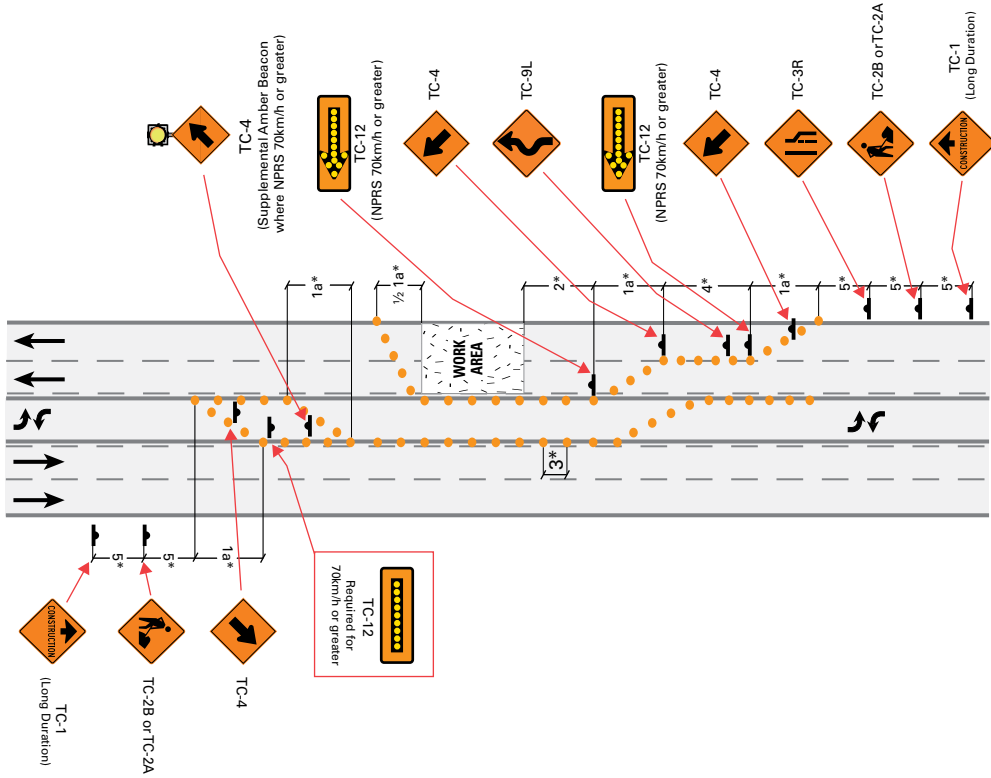 TC-4
(Supplemental Amber Beacon
where NPRS 70km/h or greater)
TC-12
(NPRS 70km/h or greater)
TC-4
TC-9L
TC-12
(NPRS 70km/h or greater)
TC-4
TC-3R
TC-2B or TC-2A
CONSTRUCTION
TC-1
(Long Duration)
1a*
½ 1a*
2*
1a*
4*
1a*
5*
5*
5*
WORK
AREA
3*
5*
5*
1a*
CONSTRUCTION
TC-1
(Long Duration)
TC-2B or TC-2A
TC-4
TC-12
Required for
70km/h or greater